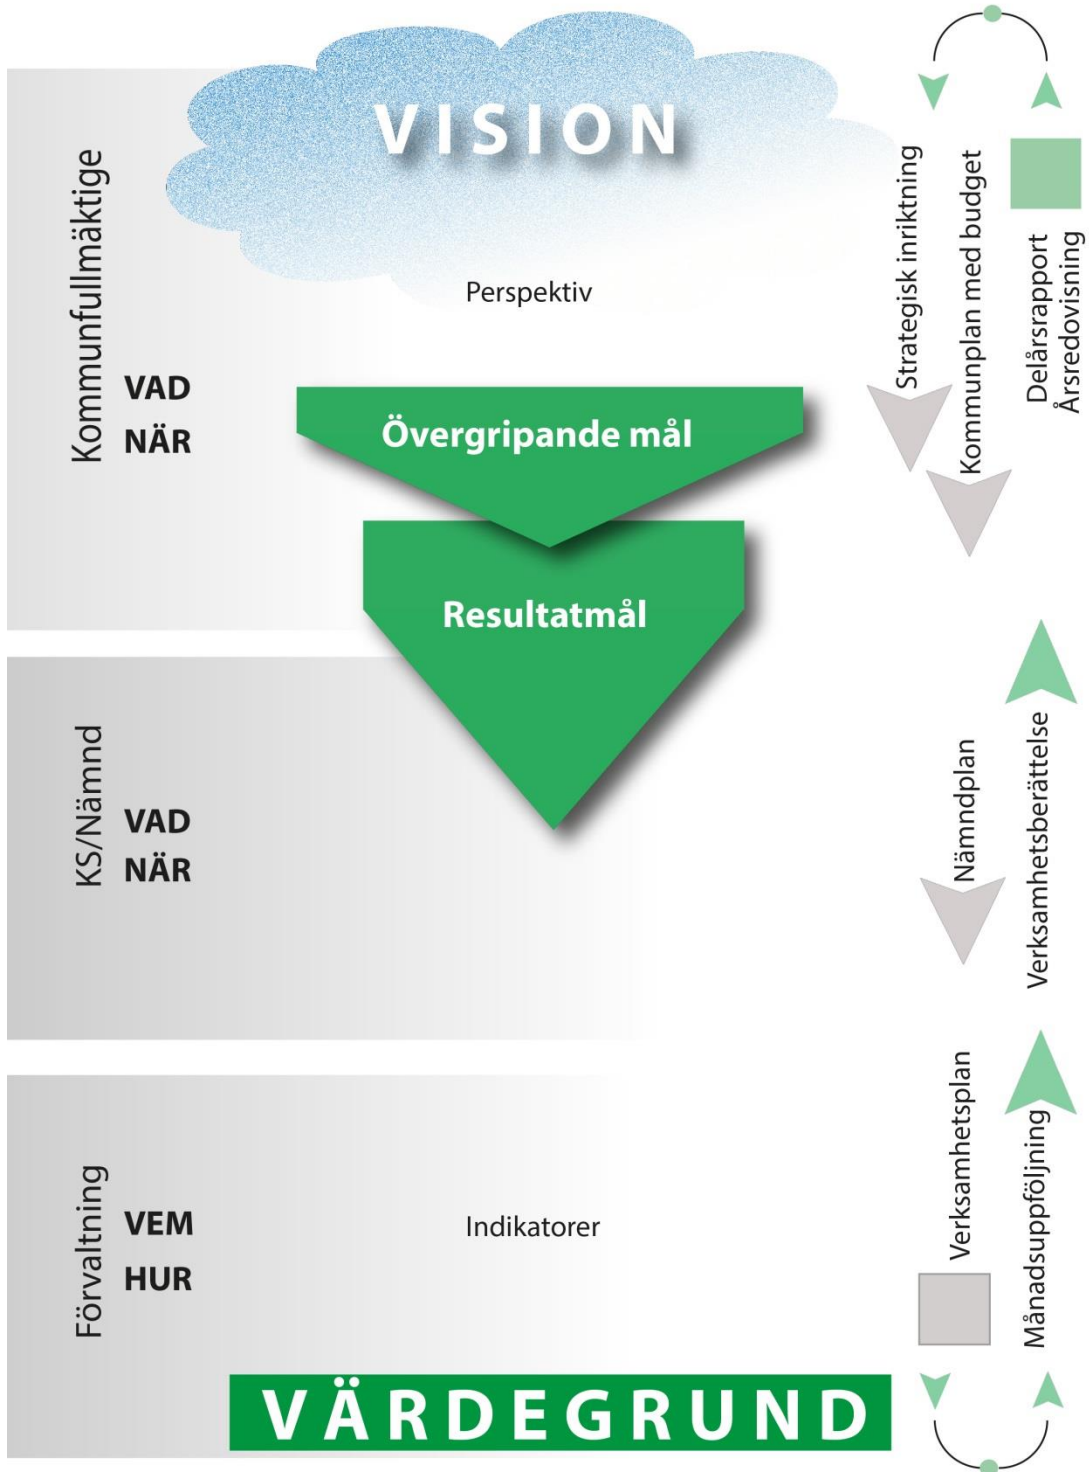 VISION
Perspektiv
Kommunfullmäktige
VAD
NÄR
Övergripande mål
Resultatmål
KS/Nämnd
VAD
NÄR
Förvaltning
VEM
HUR
Indikatorer
VÄRDEGRUND
Strategisk inriktning
Kommunplan med budget
Delårsrapport
Årsredovisning
Nämndplan
Verksamhetsberättelse
Verksamhetsplan
Månadsuppföljning